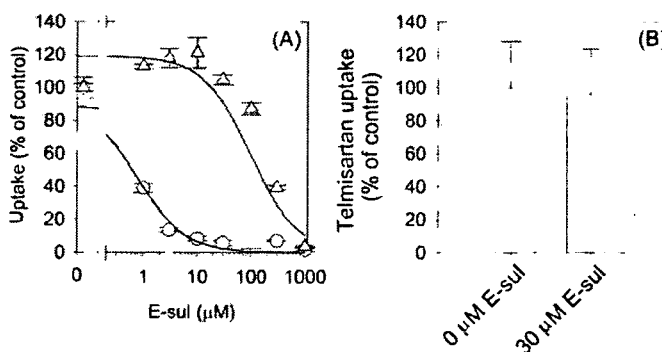 (A)
Uptake (% of control)
140
120
100
80
60
40
20
0
0
1
10
100
1000
E-sul (μM)
(B)
Telmisartan uptake
(% of control)
140
120
100
80
60
40
20
0
0 μM E-sul
30 μM E-sul